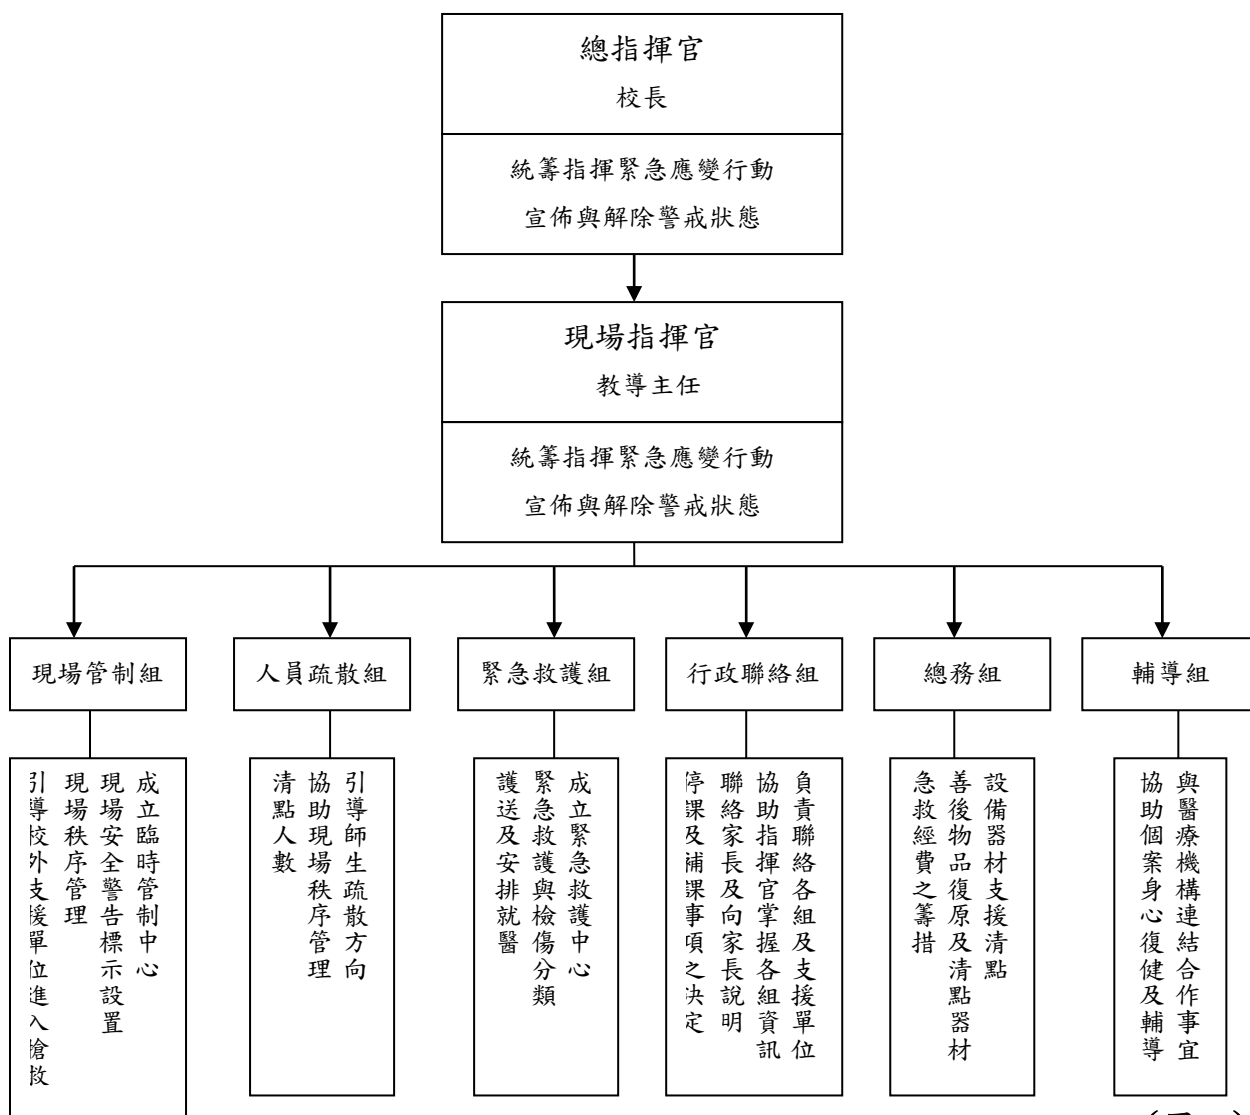 總指揮官
校長
統籌指揮緊急應變行動
宣佈與解除警戒狀態
現場指揮官
教導主任
統籌指揮緊急應變行動
宣佈與解除警戒狀態
現場管制組
人員疏散組
緊急救護組
行政聯絡組
總務組
輔導組
成立臨時管制中心
現場安全警告標示設置
現場秩序管理
引導校外支援單位進入搶救
引導師生疏散方向
協助現場秩序管理
清點人數
成立緊急救護中心
緊急救護與檢傷分類
護送及安排就醫
負責聯絡各組及支援單位
協助指揮官掌握各組資訊
聯絡家長及向家長說明
停課及補課事項之決定
設備器材支援清點
善後物品復原及清點器材
急救經費之籌措
與醫療機構連結合作事宜
協助個案身心復健及輔導